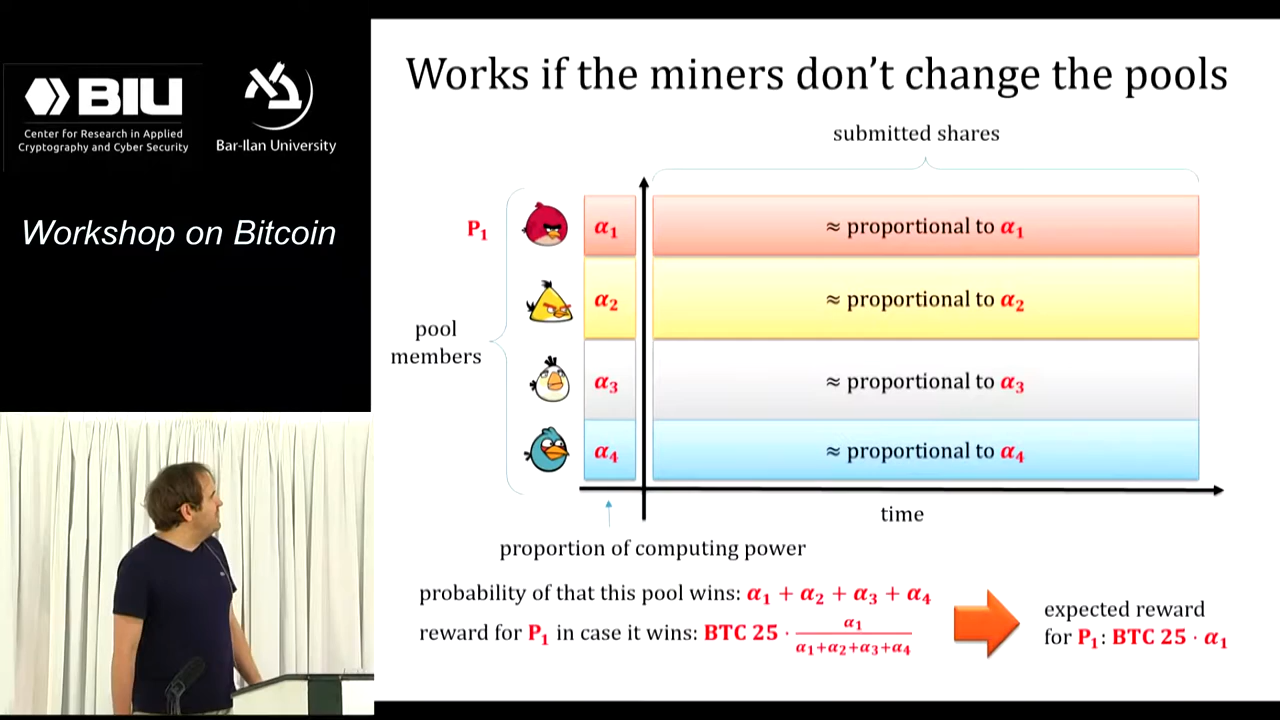 BIU
Center for Research in Applied
Cryptography and Cyber Security
Bar-Ilan University
Workshop on Bitcoin
Works if the miners don't change the pools
submitted shares
P₁
α₁
≈ proportional to α₁
α₂
≈ proportional to α₂
pool
members
α₃
≈ proportional to α₃
α₄
≈ proportional to α₄
time
proportion of computing power
probability of that this pool wins: α₁ + α₂ + α₃ + α₄
reward for P₁ in case it wins: BTC 25 · α₁ / α₁+α₂+α₃+α₄
expected reward
for P₁: BTC 25 · α₁